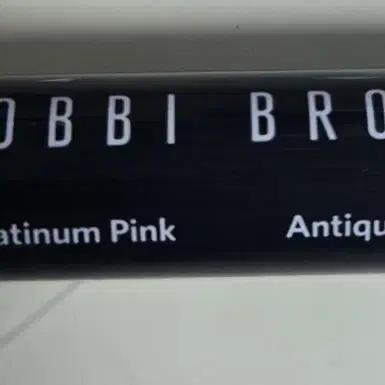 OBBI BRO
atinum Pink Antiqu